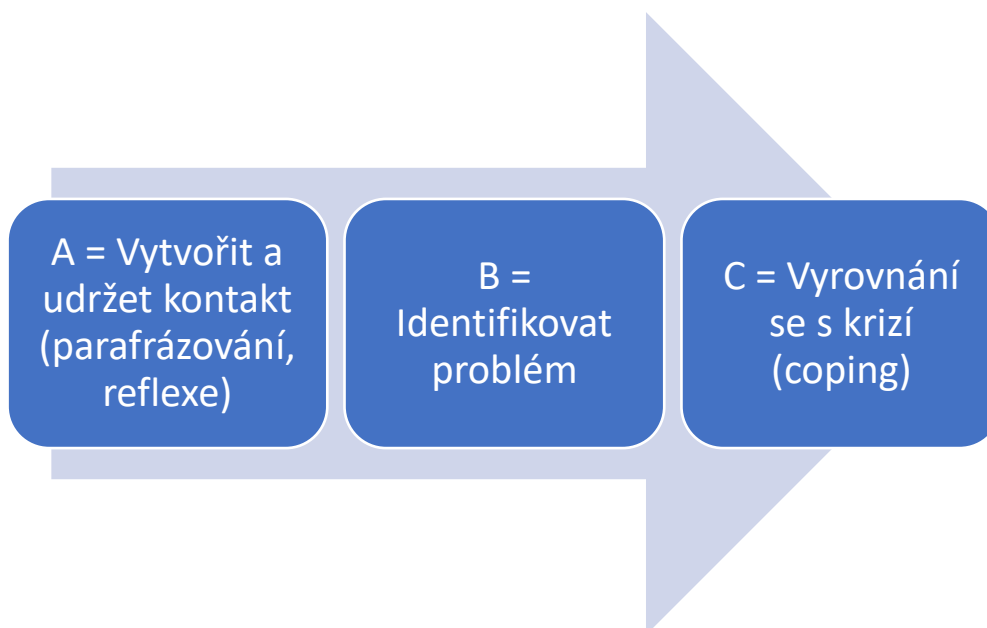 A = Vytvořit a
udržet kontakt
(parafrázování,
reflexe)
B =
Identifikovat
problém
C = Vyrovnání
se s krizí
(coping)